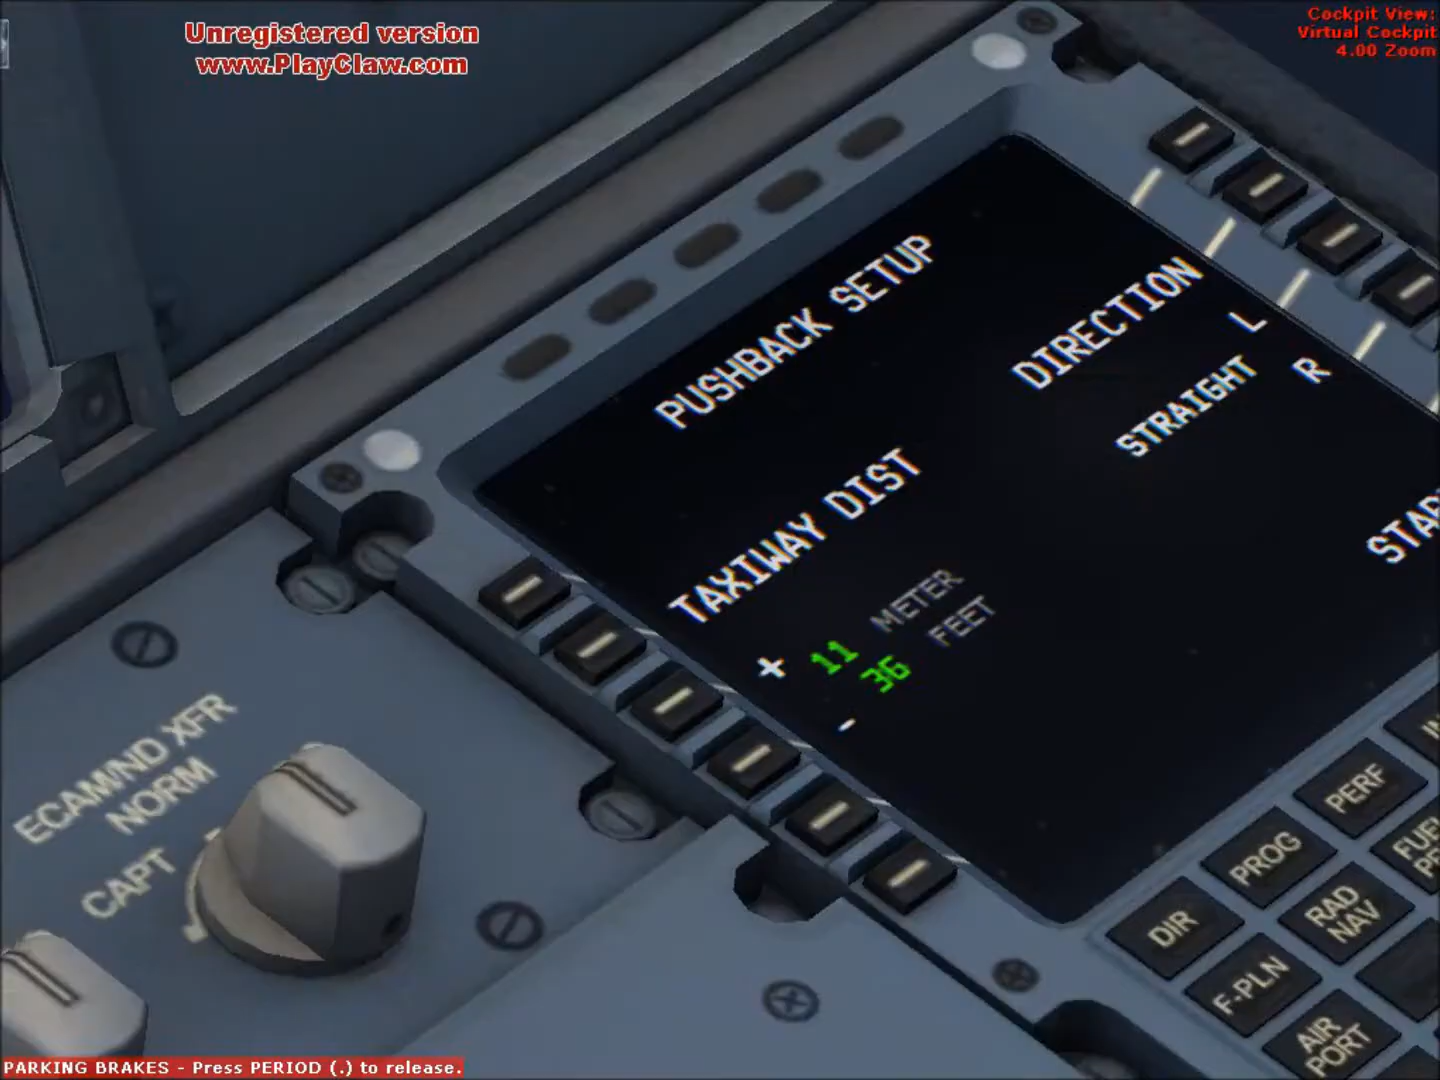 Unregistered version
www.PlayClaw.com
Cockpit View:
Virtual Cockpit
4.00 Zoom
PUSHBACK SETUP
DIRECTION
L
STRAIGHT
R
TAXIWAY DIST
+ 11 METER
36 FEET
-
ECAM/ND XFR
NORM
CAPT
PERF
PROG
DIR
RAD
NAV
F-PLN
AIR
PORT
PARKING BRAKES - Press PERIOD (.) to release.